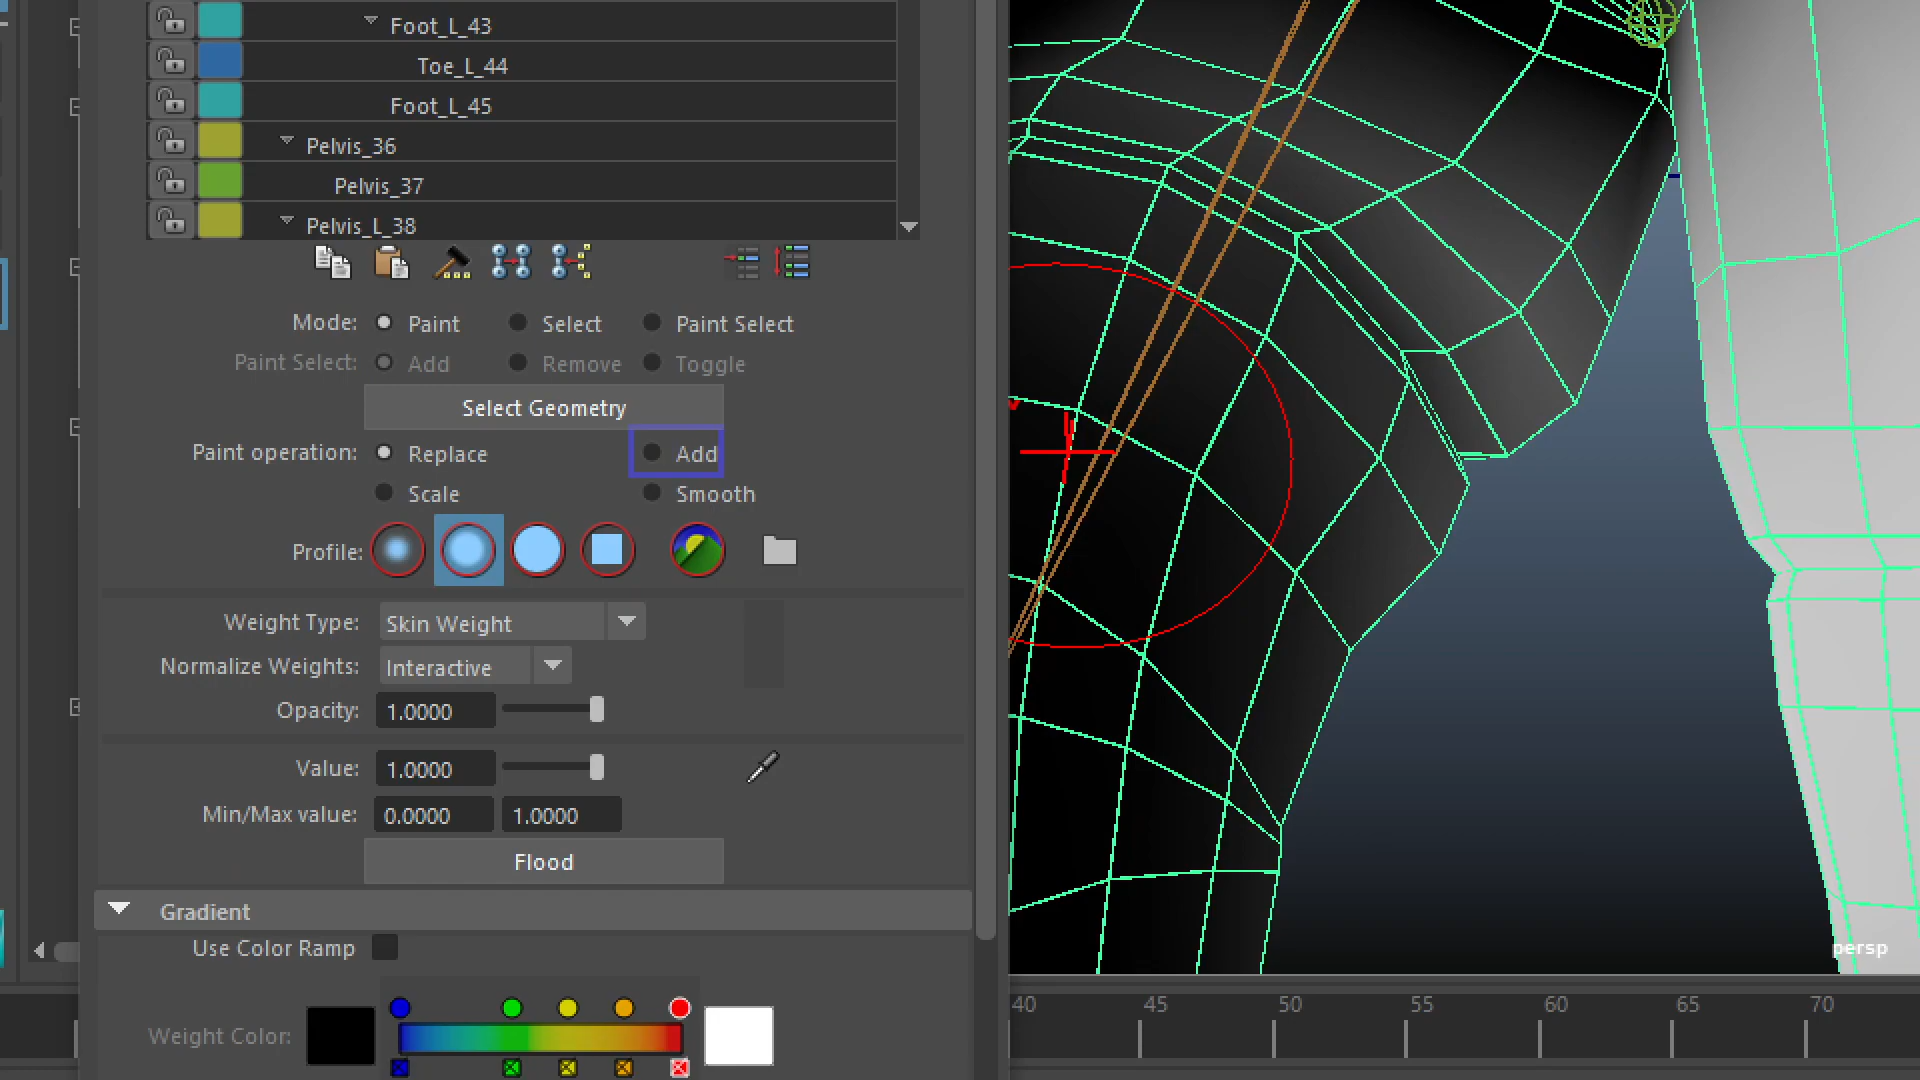 Foot_L_43
Toe_L_44
Foot_L_45
Pelvis_36
Pelvis_37
Pelvis_L_38
Mode: Paint Select Paint Select
Paint Select: Add Remove Toggle
Select Geometry
Paint operation: Replace Add
Scale Smooth
Profile:
Weight Type: Skin Weight
Normalize Weights: Interactive
Opacity: 1.0000
Value: 1.0000
Min/Max value: 0.0000 1.0000
Flood
Gradient
Use Color Ramp
Weight Color:
persp
40 45 50 55 60 65 70